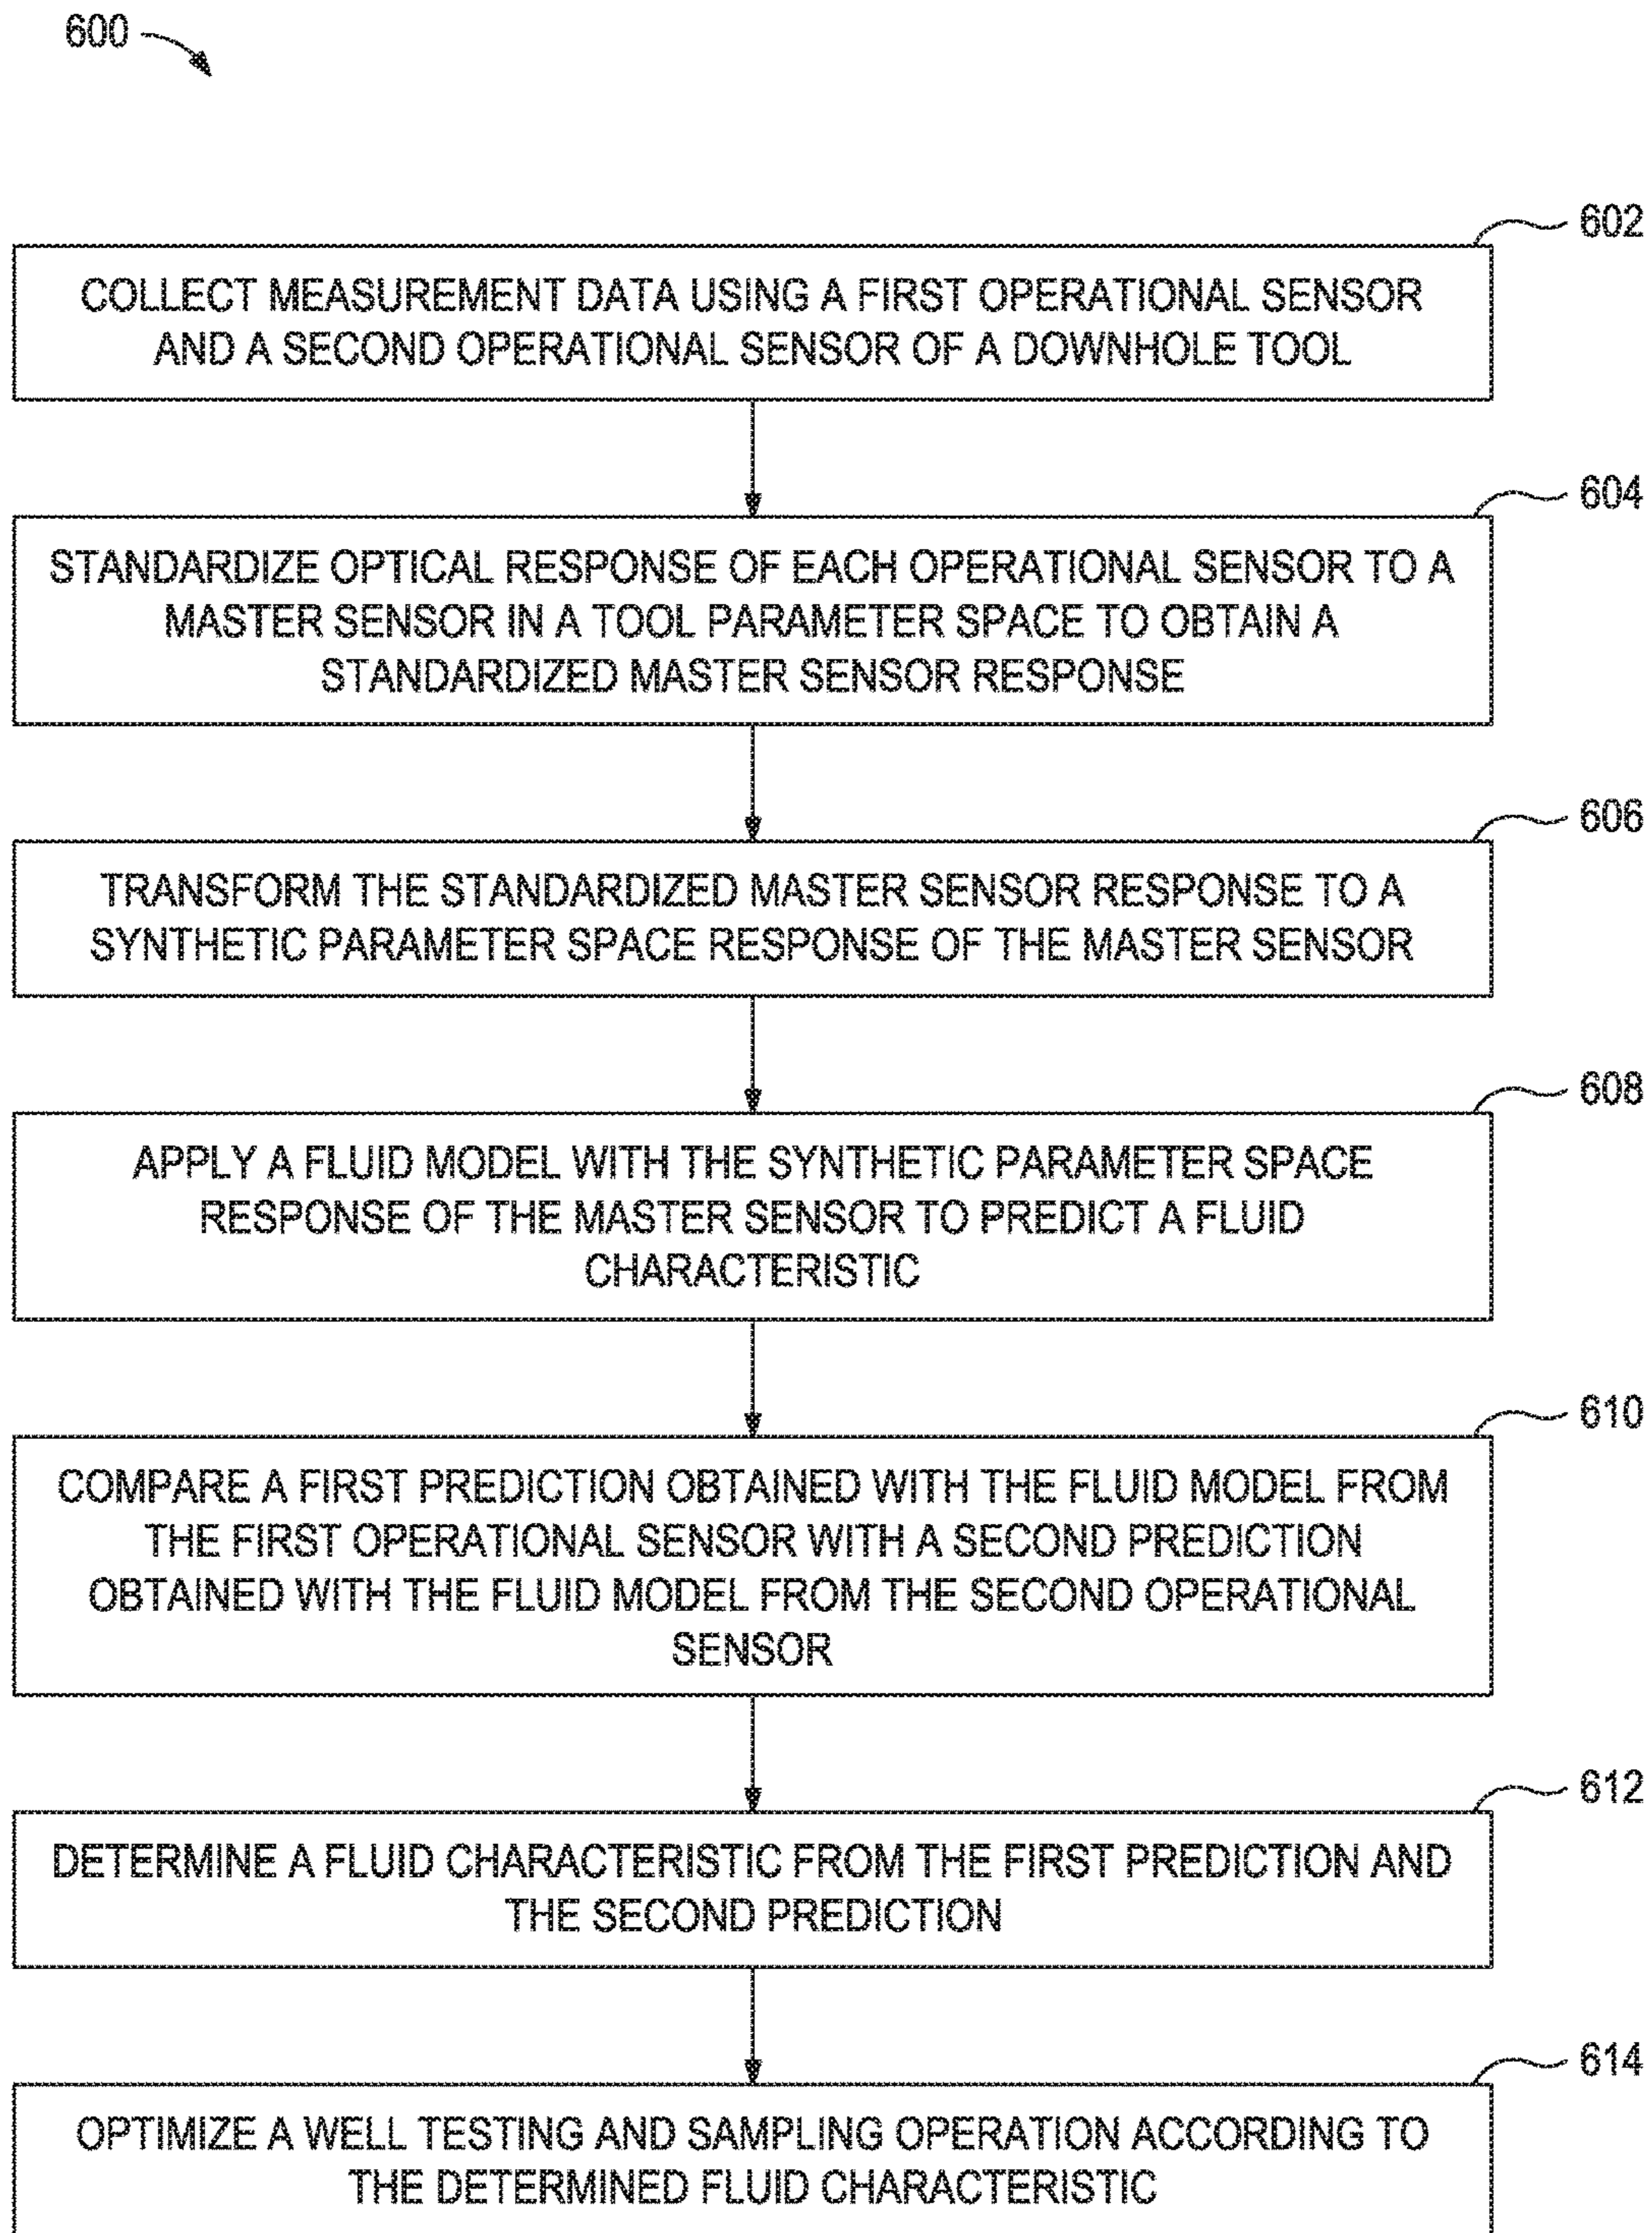 600
602
COLLECT MEASUREMENT DATA USING A FIRST OPERATIONAL SENSOR
AND A SECOND OPERATIONAL SENSOR OF A DOWNHOLE TOOL
604
STANDARDIZE OPTICAL RESPONSE OF EACH OPERATIONAL SENSOR TO A
MASTER SENSOR IN A TOOL PARAMETER SPACE TO OBTAIN A
STANDARDIZED MASTER SENSOR RESPONSE
606
TRANSFORM THE STANDARDIZED MASTER SENSOR RESPONSE TO A
SYNTHETIC PARAMETER SPACE RESPONSE OF THE MASTER SENSOR
608
APPLY A FLUID MODEL WITH THE SYNTHETIC PARAMETER SPACE
RESPONSE OF THE MASTER SENSOR TO PREDICT A FLUID
CHARACTERISTIC
610
COMPARE A FIRST PREDICTION OBTAINED WITH THE FLUID MODEL FROM
THE FIRST OPERATIONAL SENSOR WITH A SECOND PREDICTION
OBTAINED WITH THE FLUID MODEL FROM THE SECOND OPERATIONAL
SENSOR
612
DETERMINE A FLUID CHARACTERISTIC FROM THE FIRST PREDICTION AND
THE SECOND PREDICTION
614
OPTIMIZE A WELL TESTING AND SAMPLING OPERATION ACCORDING TO
THE DETERMINED FLUID CHARACTERISTIC